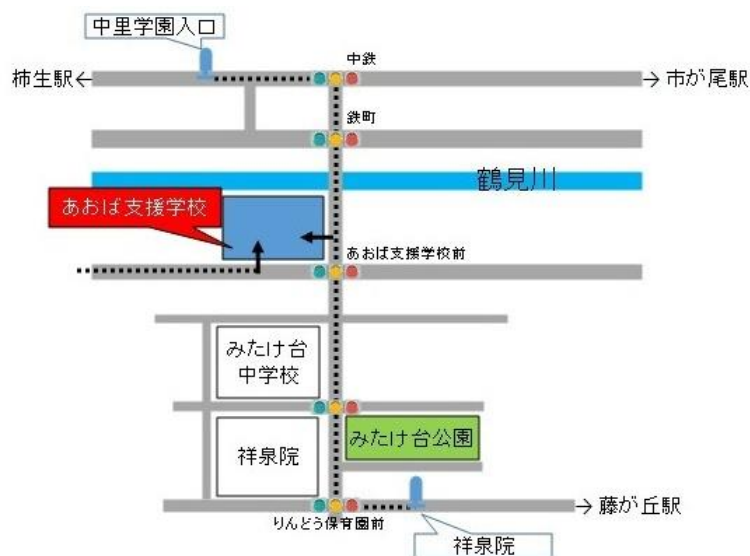 中里学園入口
中鉄
柿生駅←
→市が尾駅
鉄町
鶴見川
あおば支援学校
あおば支援学校前
みたけ台
中学校
みたけ台公園
祥泉院
→藤が丘駅
りんどう保育園前
祥泉院